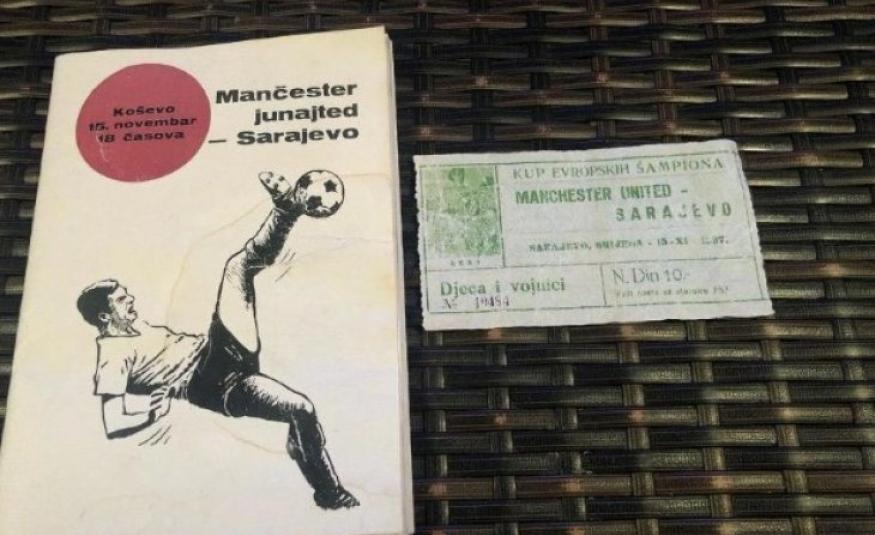 Koševo
15. novembar
18 časova
Mančester
junajted
– Sarajevo
KUP EVROPSKIH ŠAMPIONA
MANCHESTER UNITED –
SARAJEVO
SARAJEVO, SRIJEDA - 15-XI
Djeca i vojnici
№ 19484
N. Din 10.-